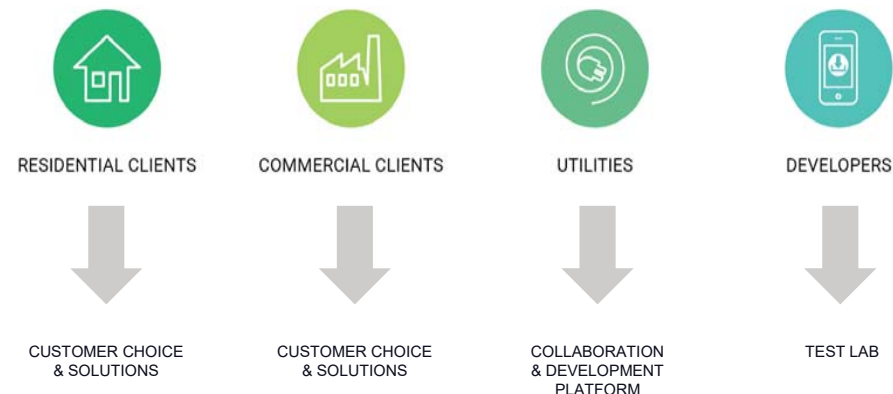 RESIDENTIAL CLIENTS
COMMERCIAL CLIENTS
UTILITIES
DEVELOPERS
CUSTOMER CHOICE
& SOLUTIONS
CUSTOMER CHOICE
& SOLUTIONS
COLLABORATION
& DEVELOPMENT
PLATFORM
TEST LAB